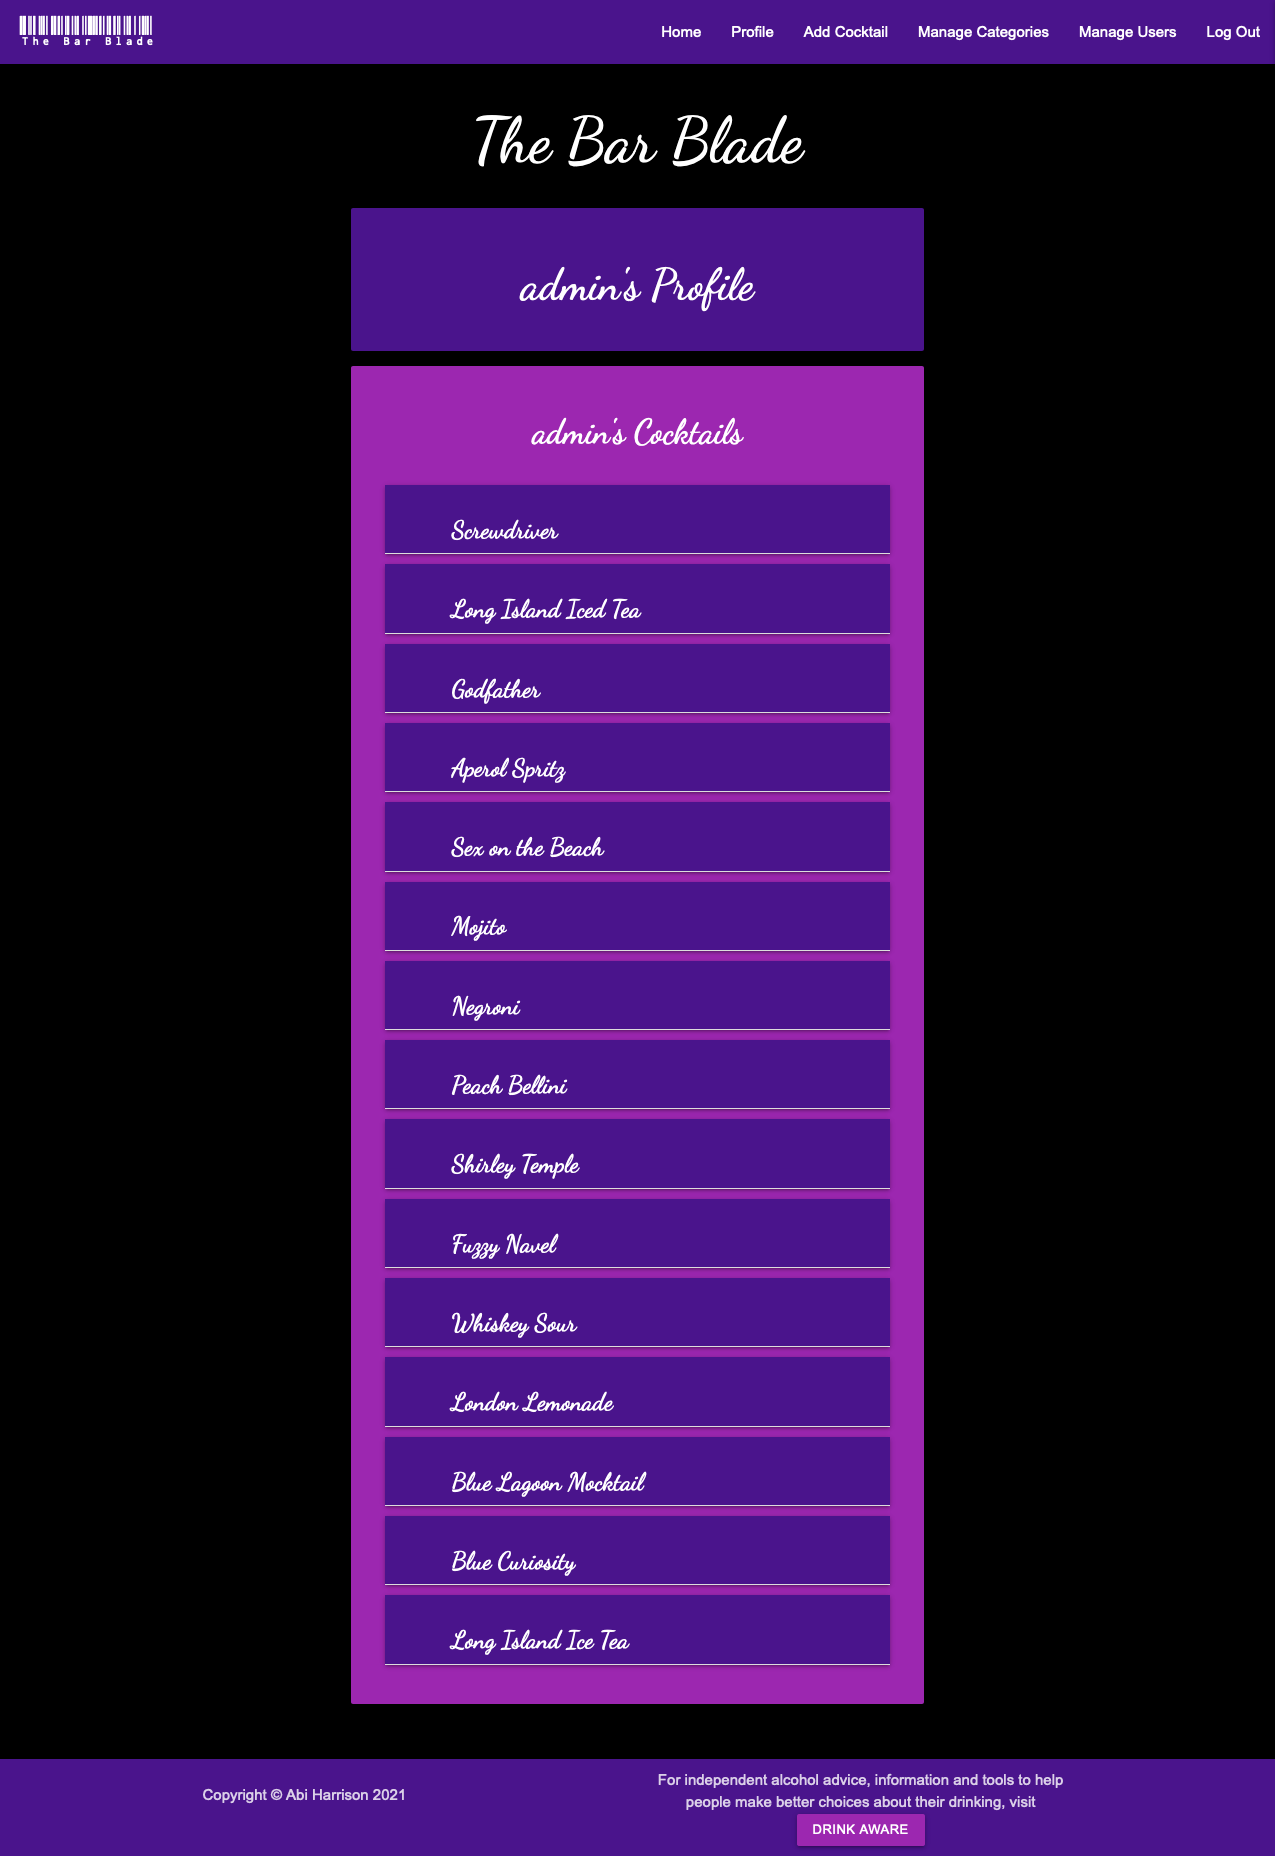 The Bar Blade
Home Profile Add Cocktail Manage Categories Manage Users Log Out
The Bar Blade
admin's Profile
admin's Cocktails
Screwdriver
Long Island Iced Tea
Godfather
Aperol Spritz
Sex on the Beach
Mojito
Negroni
Peach Bellini
Shirley Temple
Fuzzy Navel
Whiskey Sour
London Lemonade
Blue Lagoon Mocktail
Blue Curiosity
Long Island Ice Tea
Copyright © Abi Harrison 2021
For independent alcohol advice, information and tools to help
people make better choices about their drinking, visit
DRINK AWARE